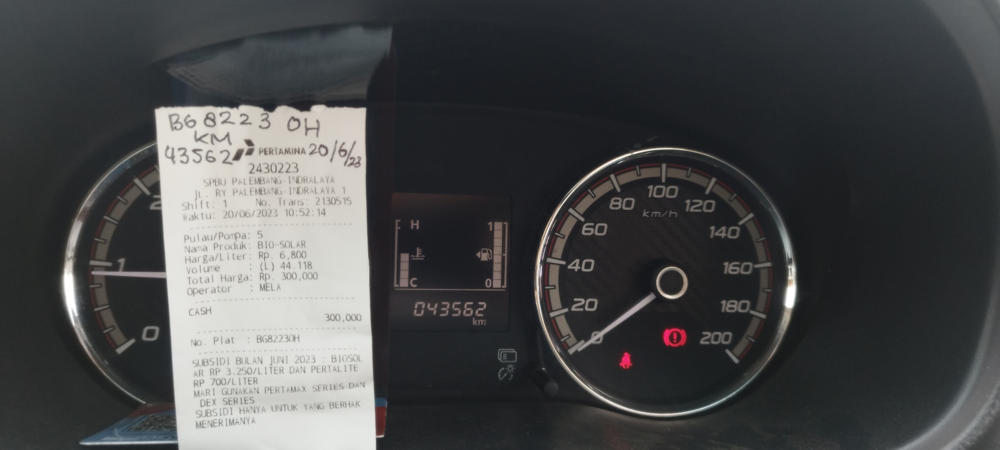 BG 8223 OH
KM
43562 PERTAMINA 20/6/23
2430223
SPBU PALEMBANG-INDRALAYA
JL. RY PALEMBANG-INDRALAYA 1
Shift: 1 No. Trans: 2130515
Waktu: 20/06/2023 10:52:14
Pulau/Pompa: 5
Nama Produk: BIO-SOLAR
Harga/Liter: Rp. 6,800
Volume : (L) 44.118
Total Harga: Rp. 300,000
Operator : MELA
CASH
300,000
No. Plat : BG8223OH
SUBSIDI BULAN JUNI 2023 : BIOSOL
AR RP 3.250/LITER DAN PERTALITE
RP 700/LITER
MARI GUNAKAN PERTAMAX SERIES DAN
DEX SERIES
SUBSIDI HANYA UNTUK YANG BERHAK
MENERIMANYA
2
1
0
H 1
C 0
043562
km
0
20
40
60
80
100
120
140
160
180
200
km/h